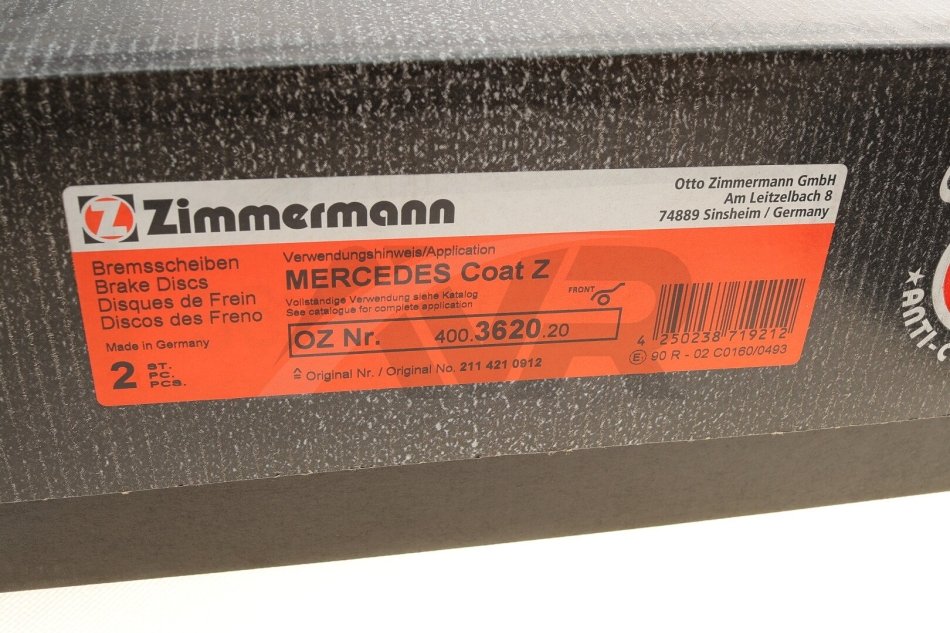 Z Zimmermann
Otto Zimmermann GmbH
Am Leitzelbach 8
74889 Sinsheim / Germany
Bremsscheiben
Brake Discs
Disques de Frein
Discos des Freno
Made in Germany
2 ST.
PC.
PCS.
Verwendungshinweis/Application
MERCEDES Coat Z
Vollständige Verwendung siehe Katalog
See catalogue for complete application
FRONT
OZ Nr. 400.3620.20
≙ Original Nr. / Original No. 211 421 0912
4 250238 719212
E1 90 R - 02 C0160/0493
ANTI-C